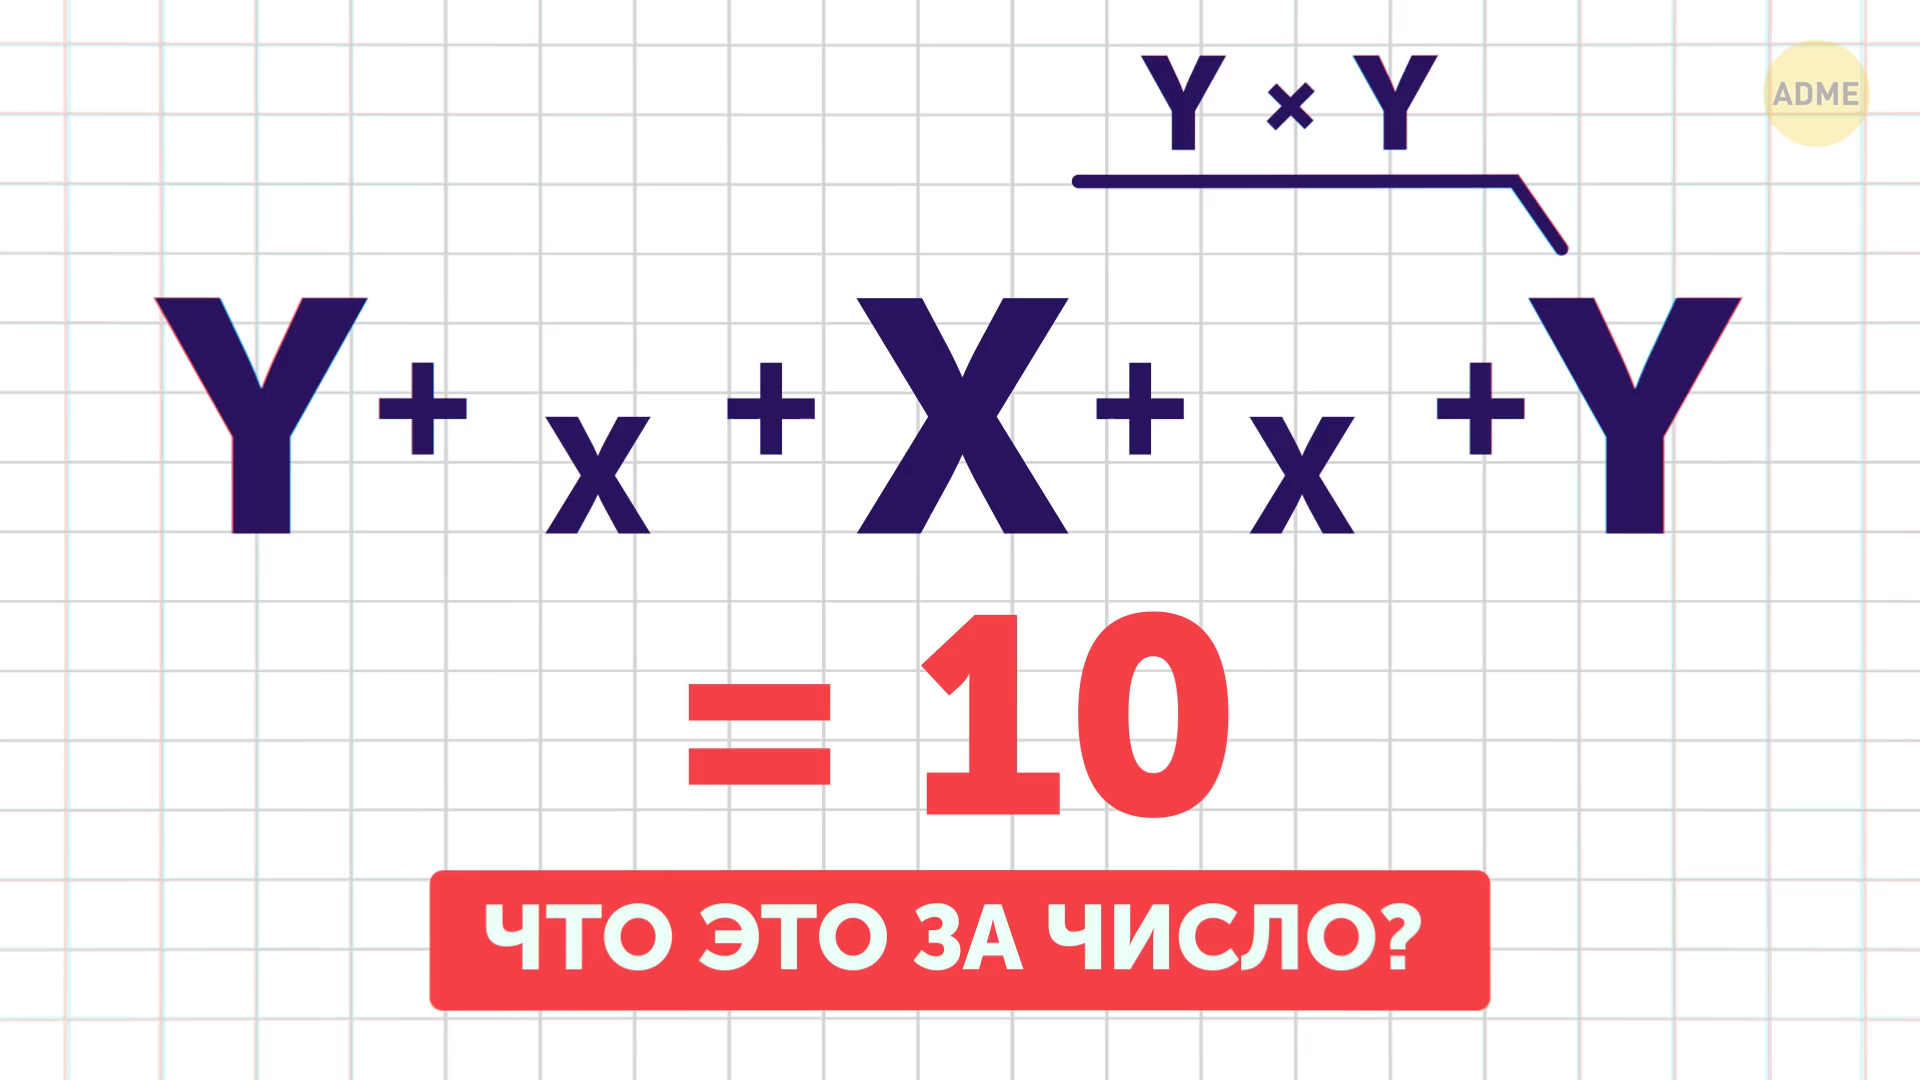 ADME
Y × Y
Y + x + X + x + Y
= 10
ЧТО ЭТО ЗА ЧИСЛО?